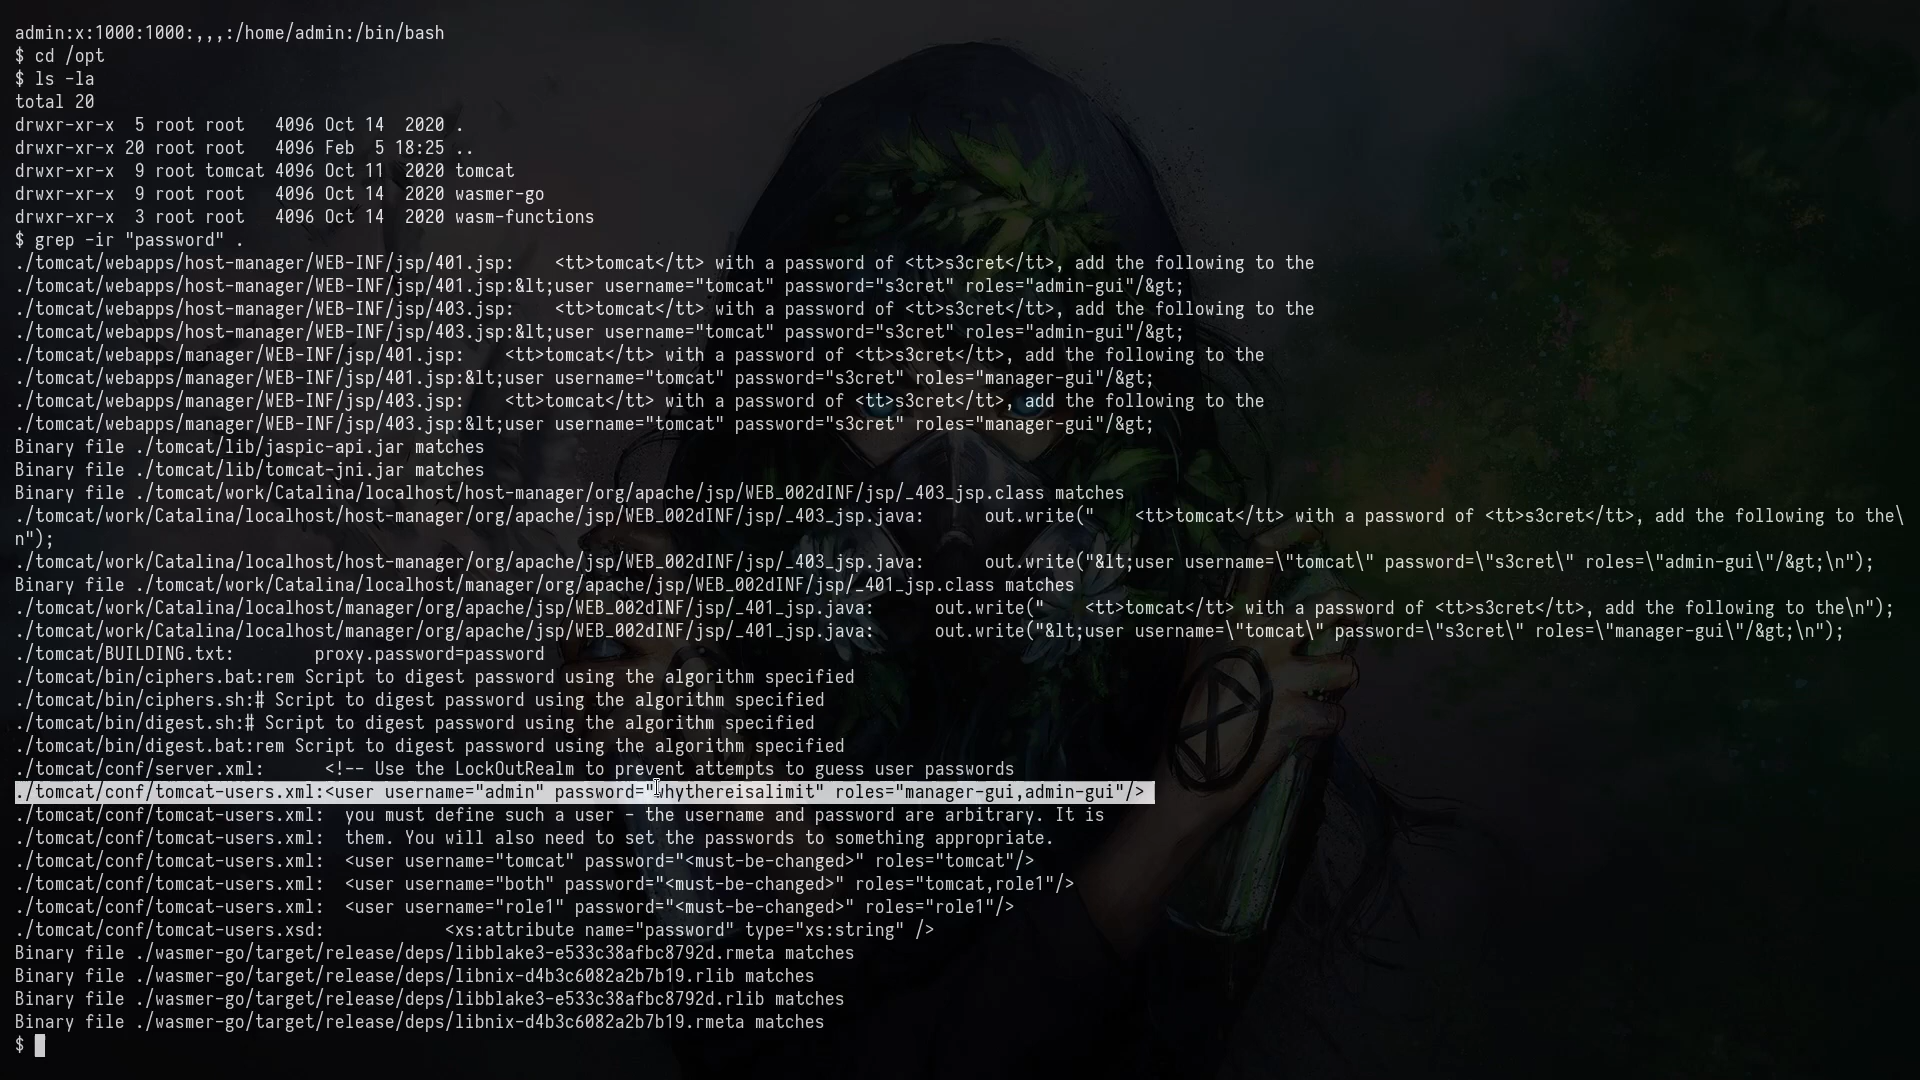 admin:x:1000:1000:,,,:/home/admin:/bin/bash
$ cd /opt
$ ls -la
total 20
drwxr-xr-x  5 root root   4096 Oct 14  2020 .
drwxr-xr-x 20 root root   4096 Feb  5 18:25 ..
drwxr-xr-x  9 root tomcat 4096 Oct 11  2020 tomcat
drwxr-xr-x  9 root root   4096 Oct 14  2020 wasmer-go
drwxr-xr-x  3 root root   4096 Oct 14  2020 wasm-functions
$ grep -ir "password" .
./tomcat/webapps/host-manager/WEB-INF/jsp/401.jsp:    <tt>tomcat</tt> with a password of <tt>s3cret</tt>, add the following to the
./tomcat/webapps/host-manager/WEB-INF/jsp/401.jsp:&lt;user username="tomcat" password="s3cret" roles="admin-gui"/&gt;
./tomcat/webapps/host-manager/WEB-INF/jsp/403.jsp:    <tt>tomcat</tt> with a password of <tt>s3cret</tt>, add the following to the
./tomcat/webapps/host-manager/WEB-INF/jsp/403.jsp:&lt;user username="tomcat" password="s3cret" roles="admin-gui"/&gt;
./tomcat/webapps/manager/WEB-INF/jsp/401.jsp:    <tt>tomcat</tt> with a password of <tt>s3cret</tt>, add the following to the
./tomcat/webapps/manager/WEB-INF/jsp/401.jsp:&lt;user username="tomcat" password="s3cret" roles="manager-gui"/&gt;
./tomcat/webapps/manager/WEB-INF/jsp/403.jsp:    <tt>tomcat</tt> with a password of <tt>s3cret</tt>, add the following to the
./tomcat/webapps/manager/WEB-INF/jsp/403.jsp:&lt;user username="tomcat" password="s3cret" roles="manager-gui"/&gt;
Binary file ./tomcat/lib/jaspic-api.jar matches
Binary file ./tomcat/lib/tomcat-jni.jar matches
Binary file ./tomcat/work/Catalina/localhost/host-manager/org/apache/jsp/WEB_002dINF/jsp/_403_jsp.class matches
./tomcat/work/Catalina/localhost/host-manager/org/apache/jsp/WEB_002dINF/jsp/_403_jsp.java:      out.write("    <tt>tomcat</tt> with a password of <tt>s3cret</tt>, add the following to the\
n");
./tomcat/work/Catalina/localhost/host-manager/org/apache/jsp/WEB_002dINF/jsp/_403_jsp.java:      out.write("&lt;user username=\"tomcat\" password=\"s3cret\" roles=\"admin-gui\"/&gt;\n");
Binary file ./tomcat/work/Catalina/localhost/manager/org/apache/jsp/WEB_002dINF/jsp/_401_jsp.class matches
./tomcat/work/Catalina/localhost/manager/org/apache/jsp/WEB_002dINF/jsp/_401_jsp.java:      out.write("    <tt>tomcat</tt> with a password of <tt>s3cret</tt>, add the following to the\n");
./tomcat/work/Catalina/localhost/manager/org/apache/jsp/WEB_002dINF/jsp/_401_jsp.java:      out.write("&lt;user username=\"tomcat\" password=\"s3cret\" roles=\"manager-gui\"/&gt;\n");
./tomcat/BUILDING.txt:        proxy.password=password
./tomcat/bin/ciphers.bat:rem Script to digest password using the algorithm specified
./tomcat/bin/ciphers.sh:# Script to digest password using the algorithm specified
./tomcat/bin/digest.sh:# Script to digest password using the algorithm specified
./tomcat/bin/digest.bat:rem Script to digest password using the algorithm specified
./tomcat/conf/server.xml:      <!-- Use the LockOutRealm to prevent attempts to guess user passwords
./tomcat/conf/tomcat-users.xml:<user username="admin" password="whythereisalimit" roles="manager-gui,admin-gui"/>
./tomcat/conf/tomcat-users.xml:  you must define such a user - the username and password are arbitrary. It is
./tomcat/conf/tomcat-users.xml:  them. You will also need to set the passwords to something appropriate.
./tomcat/conf/tomcat-users.xml:  <user username="tomcat" password="<must-be-changed>" roles="tomcat"/>
./tomcat/conf/tomcat-users.xml:  <user username="both" password="<must-be-changed>" roles="tomcat,role1"/>
./tomcat/conf/tomcat-users.xml:  <user username="role1" password="<must-be-changed>" roles="role1"/>
./tomcat/conf/tomcat-users.xsd:            <xs:attribute name="password" type="xs:string" />
Binary file ./wasmer-go/target/release/deps/libblake3-e533c38afbc8792d.rmeta matches
Binary file ./wasmer-go/target/release/deps/libnix-d4b3c6082a2b7b19.rlib matches
Binary file ./wasmer-go/target/release/deps/libblake3-e533c38afbc8792d.rlib matches
Binary file ./wasmer-go/target/release/deps/libnix-d4b3c6082a2b7b19.rmeta matches
$